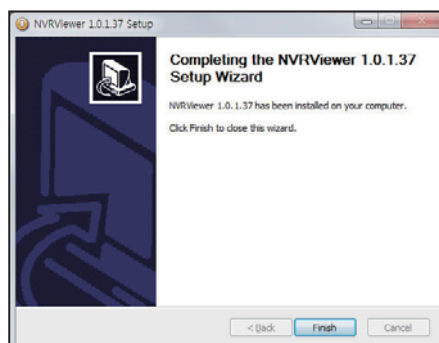 NVRViewer 1.0.1.37 Setup
Completing the NVRViewer 1.0.1.37
Setup Wizard
NVRViewer 1.0.1.37 has been installed on your computer.
Click Finish to close this wizard.
< Back
Finish
Cancel